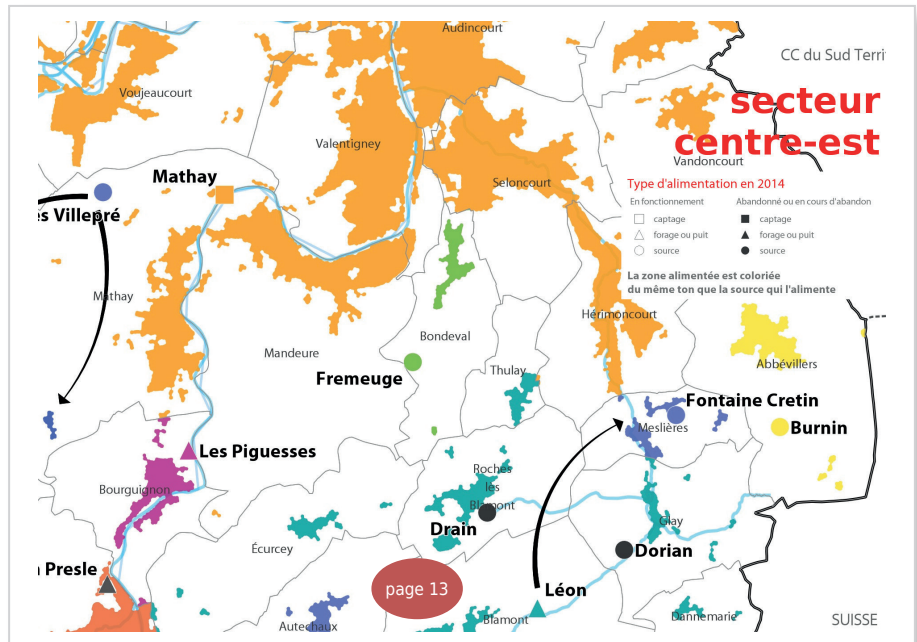 Audincourt
CC du Sud Terri
Voujeaucourt
secteur
centre-est
Valentigney
Vandoncourt
Mathay
Seloncourt
Type d'alimentation en 2014
En fonctionnement
Abandonné ou en cours d'abandon
captage
captage
forage ou puit
forage ou puit
source
source
La zone alimentée est coloriée
du même ton que la source qui l'alimente
es Villepré
Mathay
Hérimoncourt
Bondeval
Mandeure
Abbévillers
Thulay
Fremeuge
Fontaine Cretin
Meslières
Burnin
Les Piguesses
Roches
les
Blamont
Bourguignon
Glay
Drain
Écurcey
Dorian
Presle
page 13
Léon
Blamont
Dannemarie
Autechaux
SUISSE